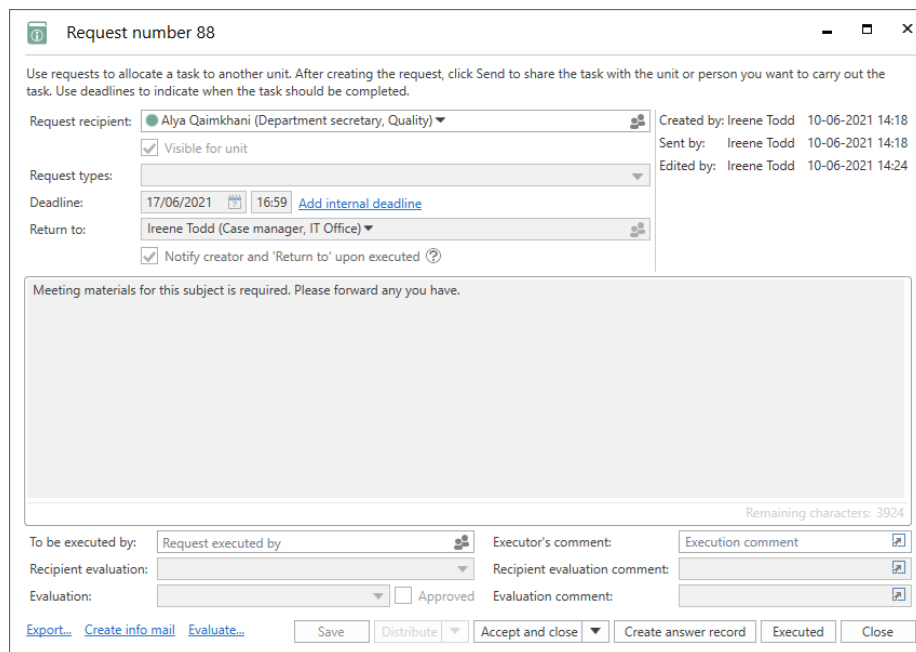 Request number 88
Use requests to allocate a task to another unit. After creating the request, click Send to share the task with the unit or person you want to carry out the
task. Use deadlines to indicate when the task should be completed.
Request recipient: Alya Qaimkhani (Department secretary, Quality)
Created by: Ireene Todd 10-06-2021 14:18
Visible for unit
Sent by: Ireene Todd 10-06-2021 14:18
Request types:
Edited by: Ireene Todd 10-06-2021 14:24
Deadline: 17/06/2021 16:59 Add internal deadline
Return to: Ireene Todd (Case manager, IT Office)
Notify creator and 'Return to' upon executed
Meeting materials for this subject is required. Please forward any you have.
Remaining characters: 3924
To be executed by: Request executed by Executor's comment: Execution comment
Recipient evaluation: Recipient evaluation comment:
Evaluation: Approved Evaluation comment:
Export... Create info mail Evaluate... Save Distribute Accept and close Create answer record Executed Close